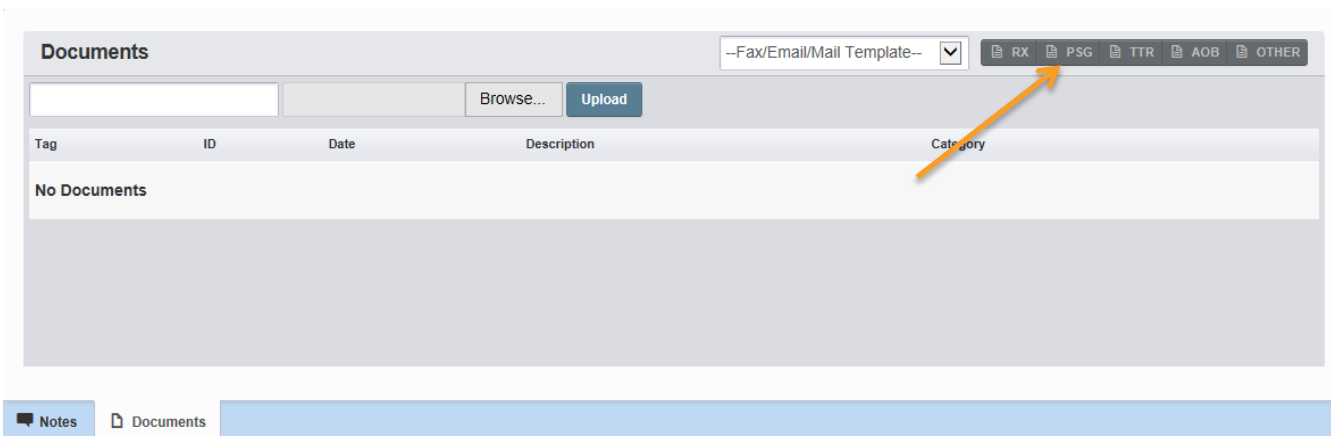 Documents --Fax/Email/Mail Template-- RX PSG TTR AOB OTHER
Browse... Upload
Tag ID Date Description Category
No Documents
Notes Documents